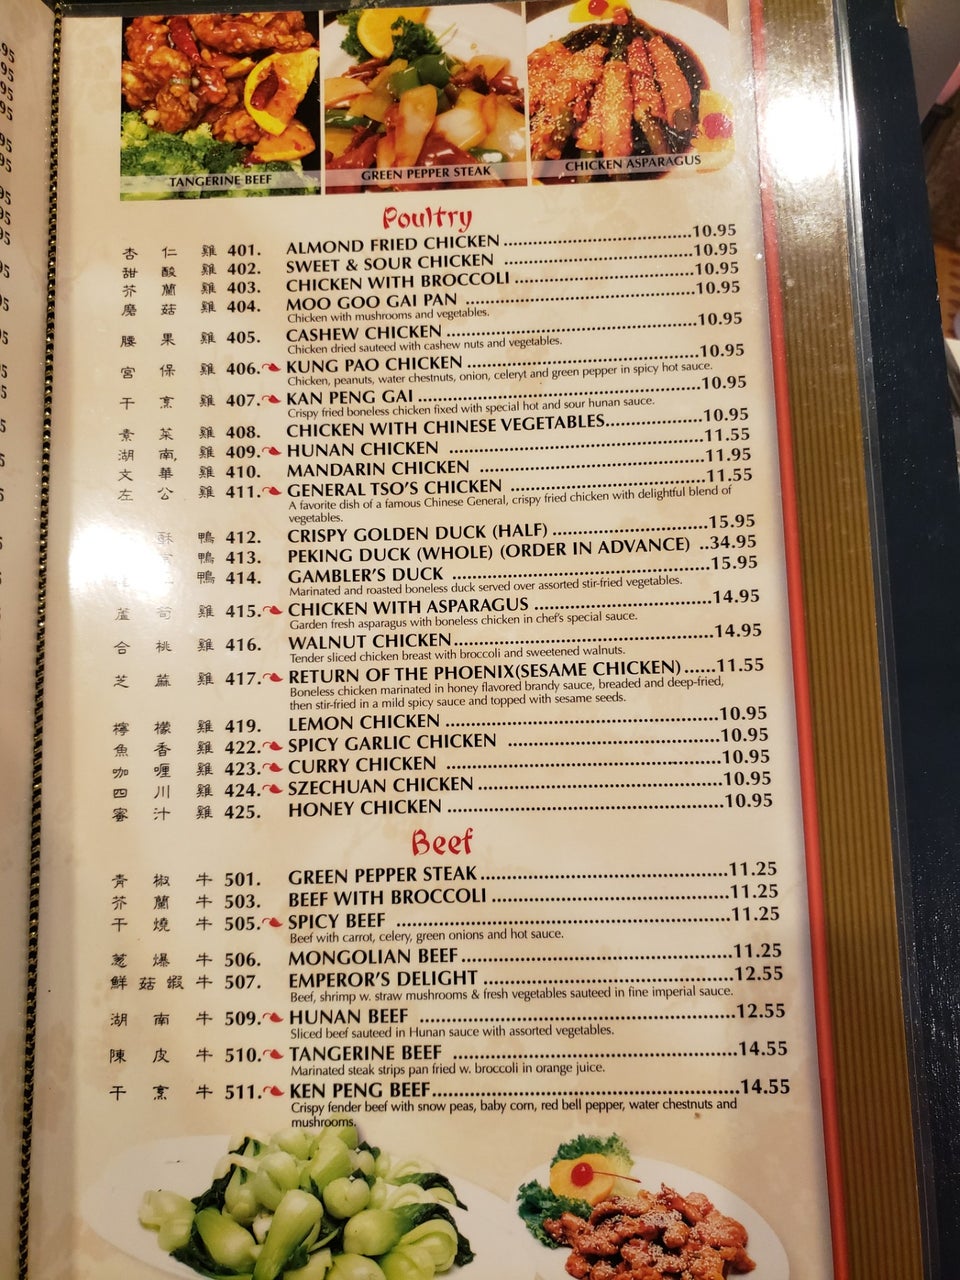 TANGERINE BEEF
GREEN PEPPER STEAK
CHICKEN ASPARAGUS
Poultry
杏 仁 雞 401. ALMOND FRIED CHICKEN 10.95
甜 酸 雞 402. SWEET & SOUR CHICKEN 10.95
芥 蘭 雞 403. CHICKEN WITH BROCCOLI 10.95
磨 菇 雞 404. MOO GOO GAI PAN 10.95
Chicken with mushrooms and vegetables.
腰 果 雞 405. CASHEW CHICKEN 10.95
Chicken dried sauteed with cashew nuts and vegetables.
宮 保 雞 406. KUNG PAO CHICKEN 10.95
Chicken, peanuts, water chestnuts, onion, celeryt and green pepper in spicy hot sauce.
干 烹 雞 407. KAN PENG GAI 10.95
Crispy fried boneless chicken fixed with special hot and sour hunan sauce.
素 菜 雞 408. CHICKEN WITH CHINESE VEGETABLES 10.95
湖 南 雞 409. HUNAN CHICKEN 11.55
文 華 雞 410. MANDARIN CHICKEN 11.95
左 公 雞 411. GENERAL TSO'S CHICKEN 11.55
A favorite dish of a famous Chinese General, crispy fried chicken with delightful blend of
vegetables.
酥 鴨 412. CRISPY GOLDEN DUCK (HALF) 15.95
鴨 413. PEKING DUCK (WHOLE) (ORDER IN ADVANCE) 34.95
鴨 414. GAMBLER'S DUCK 15.95
Marinated and roasted boneless duck served over assorted stir-fried vegetables.
蘆 筍 雞 415. CHICKEN WITH ASPARAGUS 14.95
Garden fresh asparagus with boneless chicken in chef's special sauce.
合 桃 雞 416. WALNUT CHICKEN 14.95
Tender sliced chicken breast with broccoli and sweetened walnuts.
芝 蔴 雞 417. RETURN OF THE PHOENIX(SESAME CHICKEN) 11.55
Boneless chicken marinated in honey flavored brandy sauce, breaded and deep-fried,
then stir-fried in a mild spicy sauce and topped with sesame seeds.
檸 檬 雞 419. LEMON CHICKEN 10.95
魚 香 雞 422. SPICY GARLIC CHICKEN 10.95
咖 喱 雞 423. CURRY CHICKEN 10.95
四 川 雞 424. SZECHUAN CHICKEN 10.95
蜜 汁 雞 425. HONEY CHICKEN 10.95
Beef
青 椒 牛 501. GREEN PEPPER STEAK 11.25
芥 蘭 牛 503. BEEF WITH BROCCOLI 11.25
干 燒 牛 505. SPICY BEEF 11.25
Beef with carrot, celery, green onions and hot sauce.
蔥 爆 牛 506. MONGOLIAN BEEF 11.25
鮮 菇 蝦 牛 507. EMPEROR'S DELIGHT 12.55
Beef, shrimp w. straw mushrooms & fresh vegetables sauteed in fine imperial sauce.
湖 南 牛 509. HUNAN BEEF 12.55
Sliced beef sauteed in Hunan sauce with assorted vegetables.
陳 皮 牛 510. TANGERINE BEEF 14.55
Marinated steak strips pan fried w. broccoli in orange juice.
干 烹 牛 511. KEN PENG BEEF 14.55
Crispy fender beef with snow peas, baby corn, red bell pepper, water chestnuts and
mushrooms.